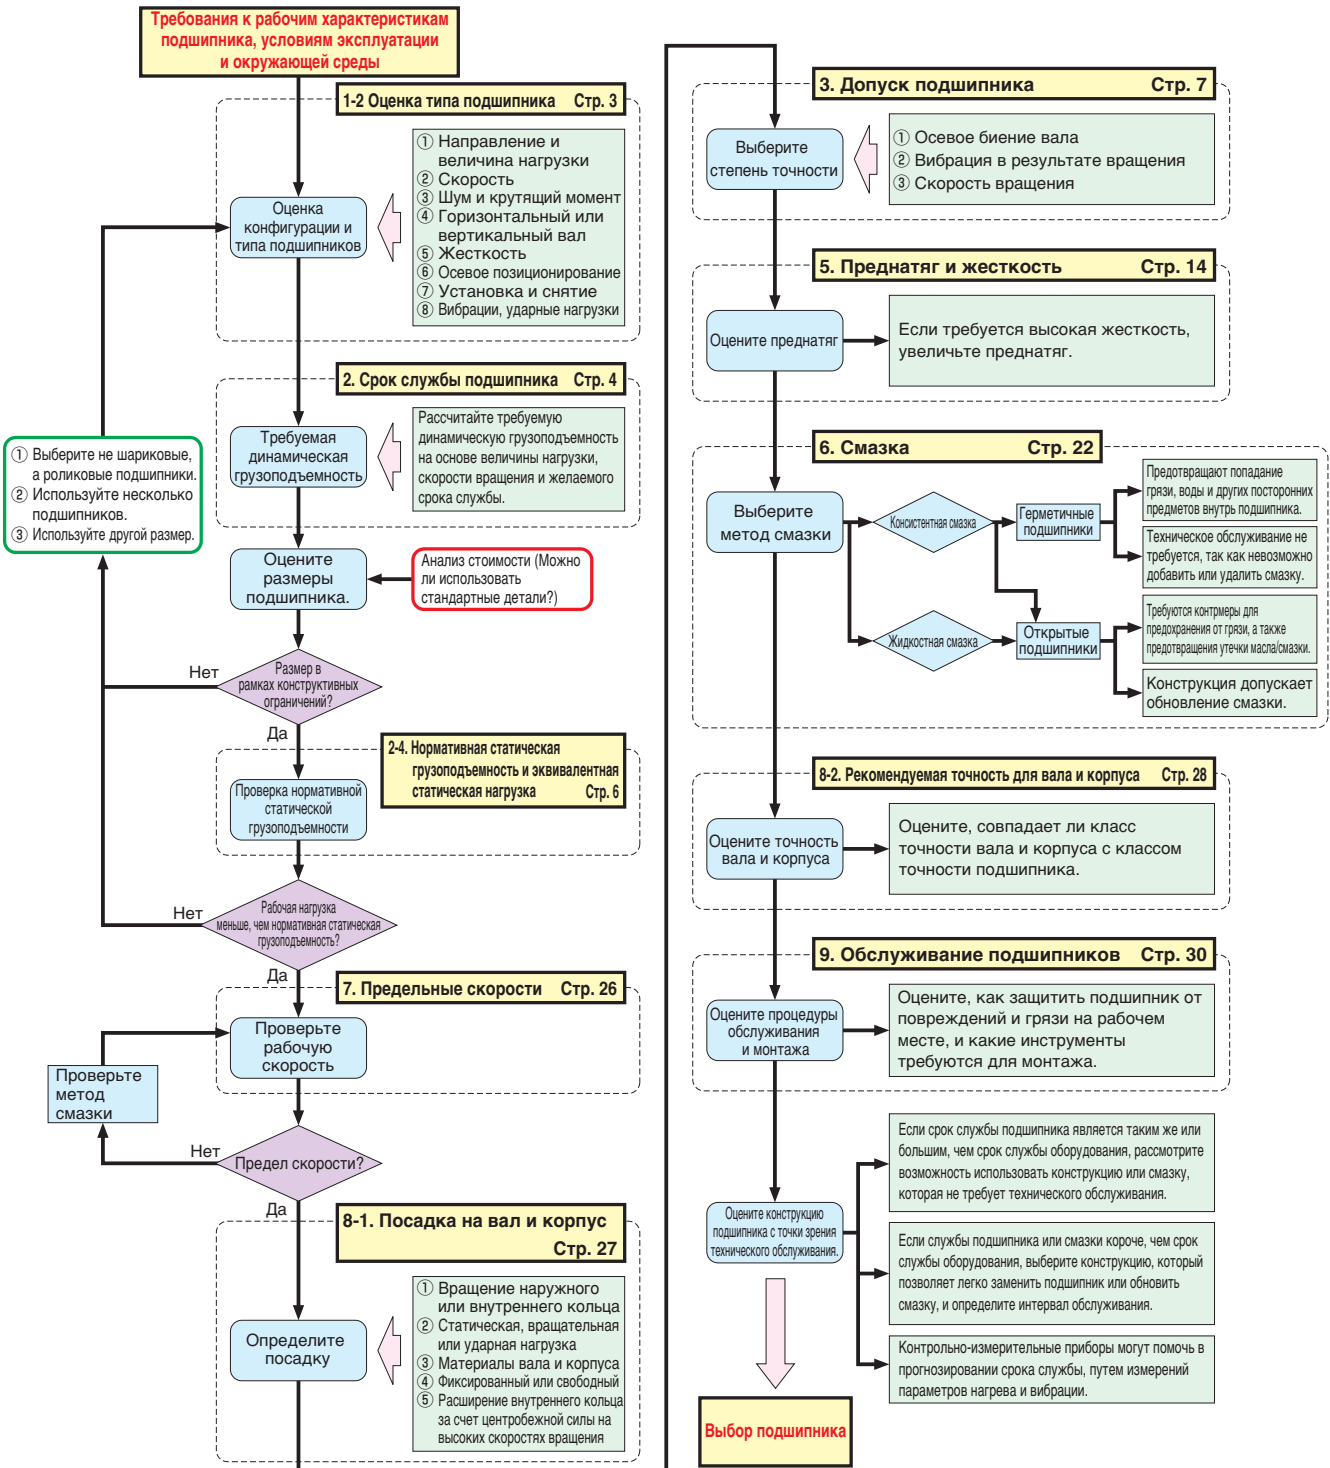 Требования к рабочим характеристикам
подшипника, условиям эксплуатации
и окружающей среды
1-2 Оценка типа подшипника Стр. 3
Оценка
конфигурации и
типа подшипников
① Направление и
величина нагрузки
② Скорость
③ Шум и крутящий момент
④ Горизонтальный или
вертикальный вал
⑤ Жесткость
⑥ Осевое позиционирование
⑦ Установка и снятие
⑧ Вибрации, ударные нагрузки
2. Срок службы подшипника Стр. 4
Требуемая
динамическая
грузоподъемность
Рассчитайте требуемую
динамическую грузоподъемность
на основе величины нагрузки,
скорости вращения и желаемого
срока службы.
① Выберите не шариковые,
а роликовые подшипники.
② Используйте несколько
подшипников.
③ Используйте другой размер.
Оцените
размеры
подшипника.
Анализ стоимости (Можно
ли использовать
стандартные детали?)
Нет
Размер в
рамках конструктивных
ограничений?
Да
2-4. Нормативная статическая
грузоподъемность и эквивалентная
статическая нагрузка Стр. 6
Проверка нормативной
статической
грузоподъемности
Нет
Рабочая нагрузка
меньше, чем нормативная статическая
грузоподъемность?
Да
7. Предельные скорости Стр. 26
Проверьте
рабочую
скорость
Проверьте
метод
смазки
Нет
Предел скорости?
Да
8-1. Посадка на вал и корпус
Стр. 27
Определите
посадку
① Вращение наружного
или внутреннего кольца
② Статическая, вращательная
или ударная нагрузка
③ Материалы вала и корпуса
④ Фиксированный или свободный
⑤ Расширение внутреннего кольца
за счет центробежной силы на
высоких скоростях вращения
3. Допуск подшипника Стр. 7
Выберите
степень точности
① Осевое биение вала
② Вибрация в результате вращения
③ Скорость вращения
5. Преднатяг и жесткость Стр. 14
Оцените преднатяг
Если требуется высокая жесткость,
увеличьте преднатяг.
6. Смазка Стр. 22
Выберите
метод смазки
Консистентная смазка
Герметичные
подшипники
Предотвращают попадание
грязи, воды и других посторонних
предметов внутрь подшипника.
Техническое обслуживание не
требуется, так как невозможно
добавить или удалить смазку.
Жидкостная смазка
Открытые
подшипники
Требуются контрмеры для
предохранения от грязи, а также
предотвращения утечки масла/смазки.
Конструкция допускает
обновление смазки.
8-2. Рекомендуемая точность для вала и корпуса Стр. 28
Оцените точность
вала и корпуса
Оцените, совпадает ли класс
точности вала и корпуса с классом
точности подшипника.
9. Обслуживание подшипников Стр. 30
Оцените процедуры
обслуживания
и монтажа
Оцените, как защитить подшипник от
повреждений и грязи на рабочем
месте, и какие инструменты
требуются для монтажа.
Оцените конструкцию
подшипника с точки зрения
технического обслуживания.
Если срок службы подшипника является таким же или
большим, чем срок службы оборудования, рассмотрите
возможность использовать конструкцию или смазку,
которая не требует технического обслуживания.
Если службы подшипника или смазки короче, чем срок
службы оборудования, выберите конструкцию, который
позволяет легко заменить подшипник или обновить
смазку, и определите интервал обслуживания.
Контрольно-измерительные приборы могут помочь в
прогнозировании срока службы, путем измерений
параметров нагрева и вибрации.
Выбор подшипника